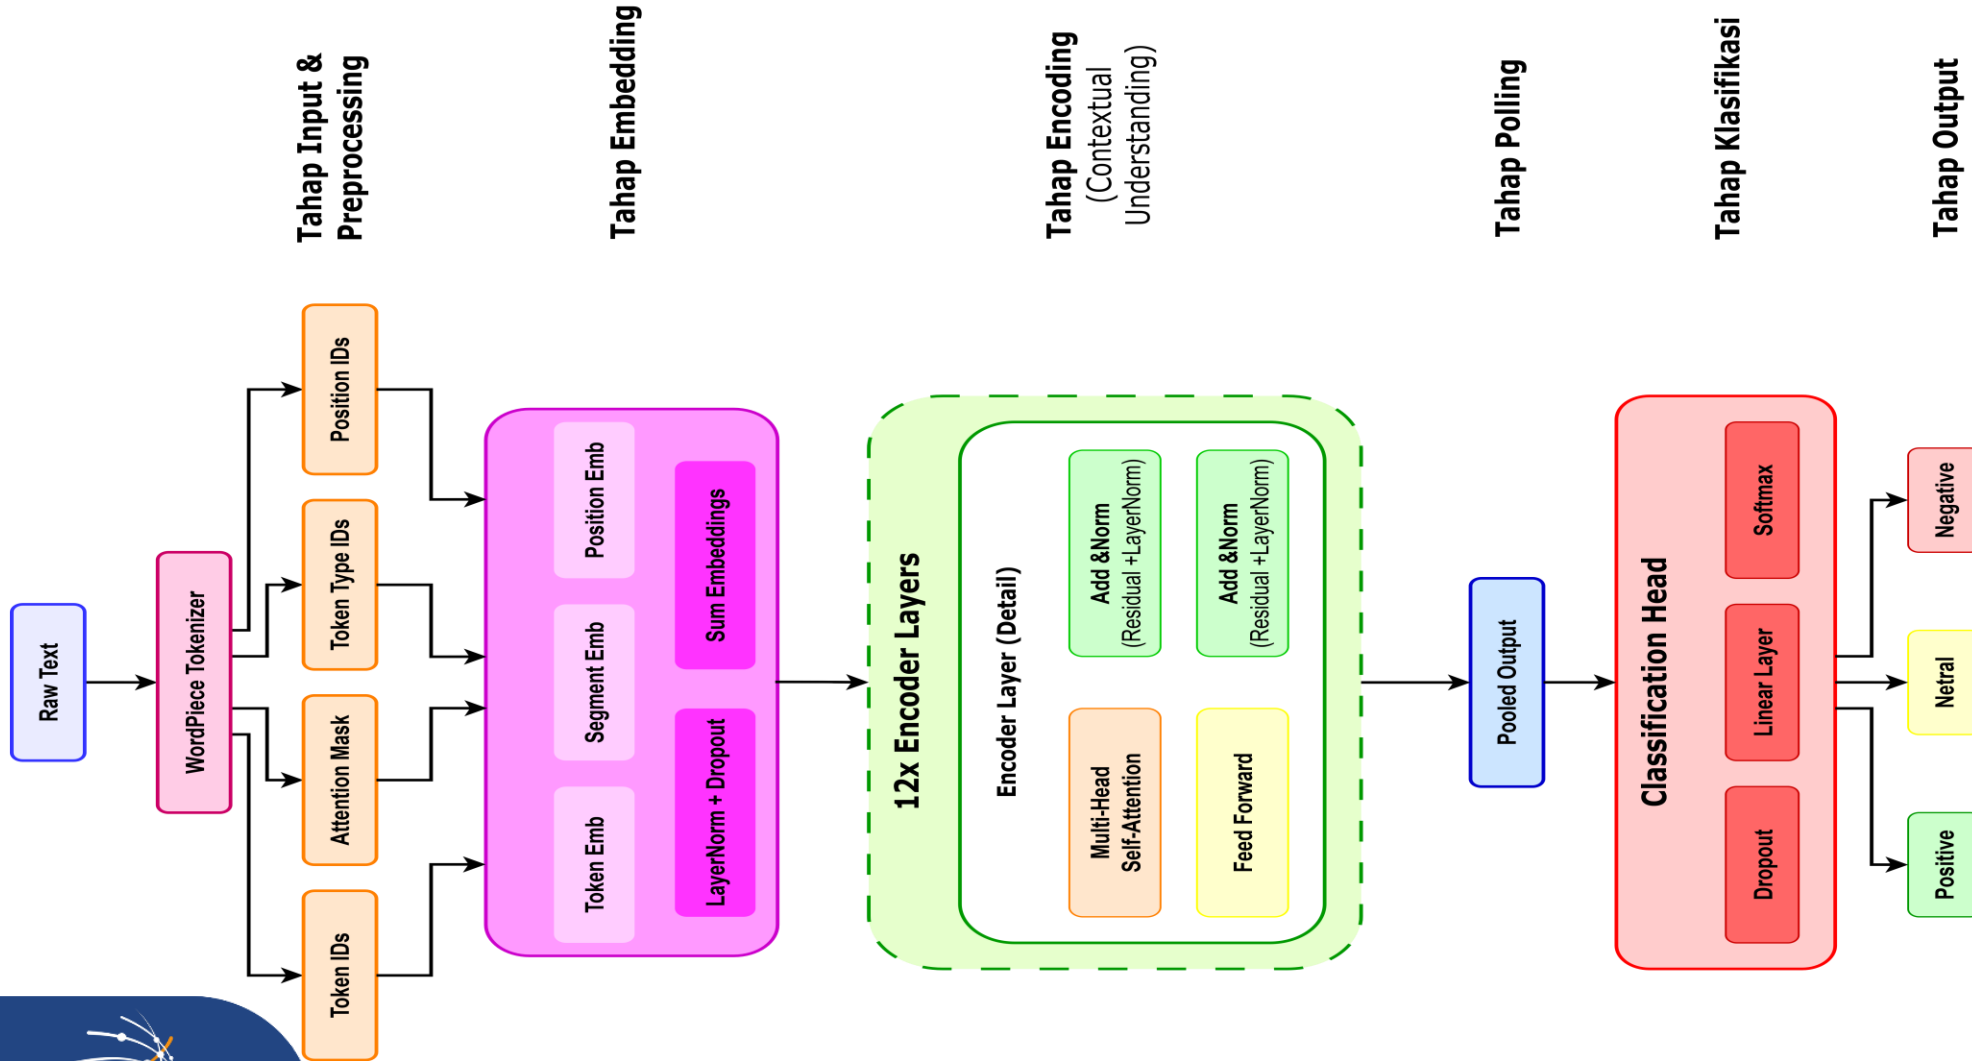 Raw Text
WordPiece Tokenizer
Token IDs
Attention Mask
Token Type IDs
Position IDs
Tahap Input &
Preprocessing
Token Emb
Segment Emb
Position Emb
LayerNorm + Dropout
Sum Embeddings
Tahap Embedding
12x Encoder Layers
Encoder Layer (Detail)
Multi-Head
Self-Attention
Add &Norm
(Residual +LayerNorm)
Feed Forward
Add &Norm
(Residual +LayerNorm)
Tahap Encoding
(Contextual
Understanding)
Pooled Output
Tahap Polling
Classification Head
Dropout
Linear Layer
Softmax
Tahap Klasifikasi
Positive
Netral
Negative
Tahap Output